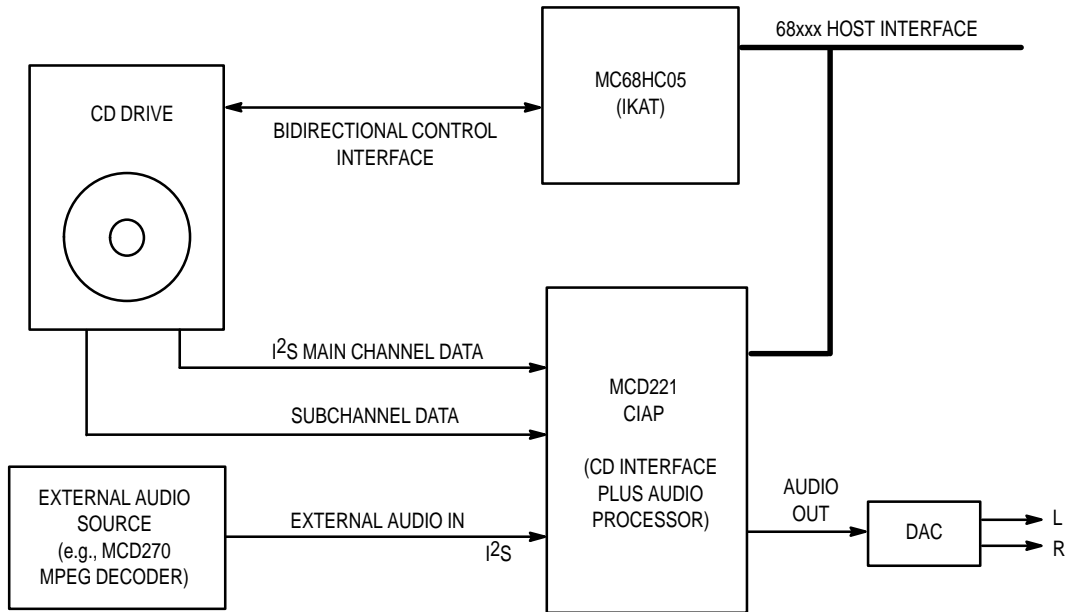 68xxx HOST INTERFACE
MC68HC05
(IKAT)
CD DRIVE
BIDIRECTIONAL CONTROL
INTERFACE
I2S MAIN CHANNEL DATA
SUBCHANNEL DATA
MCD221
CIAP
(CD INTERFACE
PLUS AUDIO
PROCESSOR)
EXTERNAL AUDIO
SOURCE
(e.g., MCD270
MPEG DECODER)
EXTERNAL AUDIO IN
I2S
AUDIO
OUT
DAC
L
R